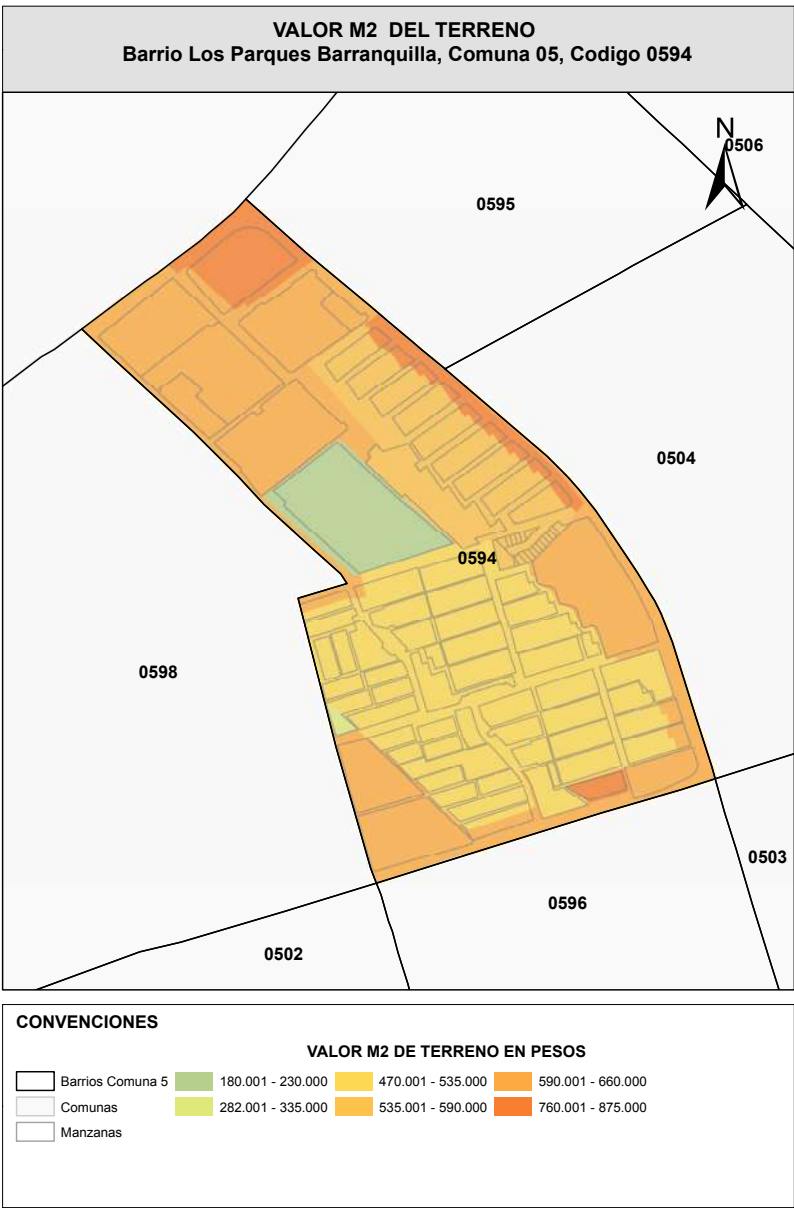 VALOR M2 DEL TERRENO
Barrio Los Parques Barranquilla, Comuna 05, Codigo 0594
N
0506
0595
0504
0594
0598
0503
0596
0502
CONVENCIONES
VALOR M2 DE TERRENO EN PESOS
Barrios Comuna 5 180.001 - 230.000 470.001 - 535.000 590.001 - 660.000
Comunas 282.001 - 335.000 535.001 - 590.000 760.001 - 875.000
Manzanas